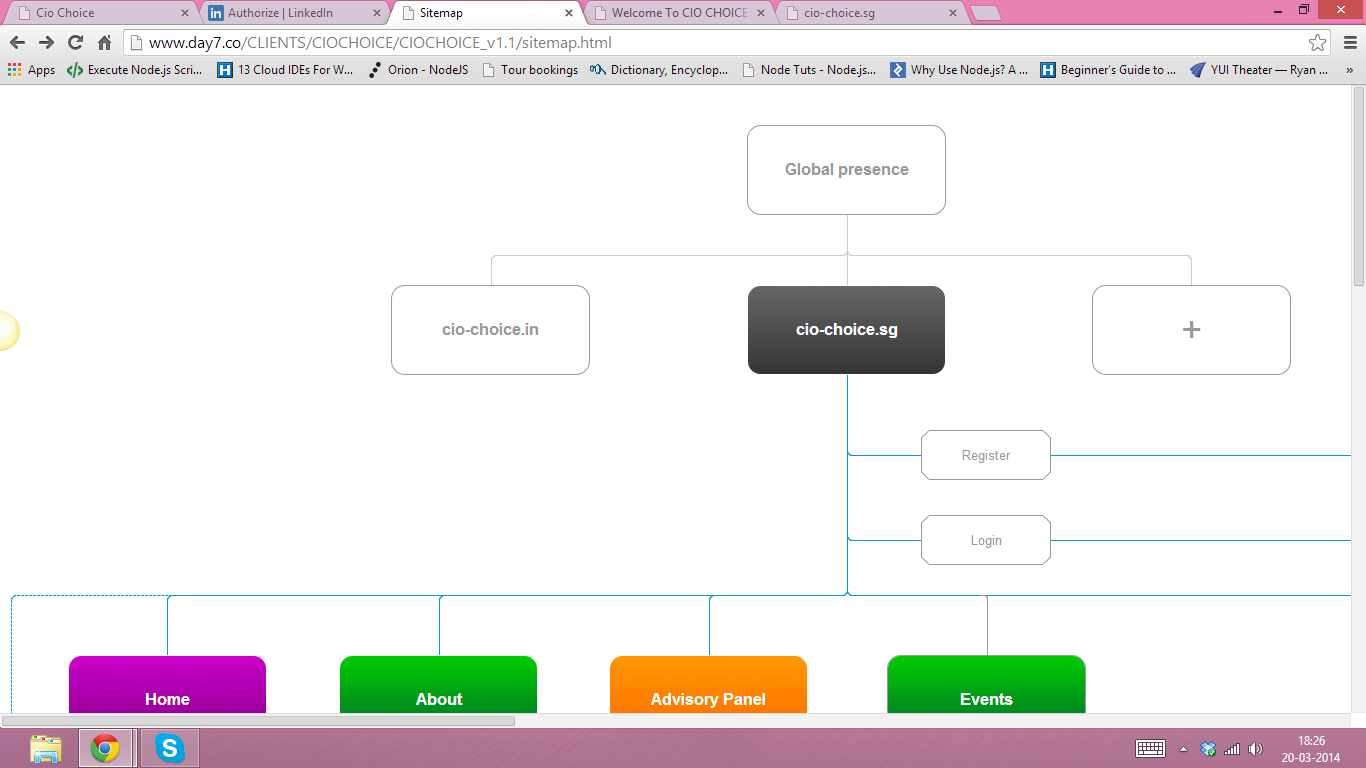 Cio Choice
Authorize | LinkedIn
Sitemap
Welcome To CIO CHOICE
cio-choice.sg
www.day7.co/CLIENTS/CIOCHOICE/CIOCHOICE_v1.1/sitemap.html
Apps
Execute Node.js Scri...
13 Cloud IDEs For W...
Orion - NodeJS
Tour bookings
Dictionary, Encyclop...
Node Tuts - Node.js...
Why Use Node.js? A ...
Beginner's Guide to ...
YUI Theater — Ryan ...
»
Global presence
cio-choice.in
cio-choice.sg
+
Register
Login
Home
About
Advisory Panel
Events
18:26
20-03-2014